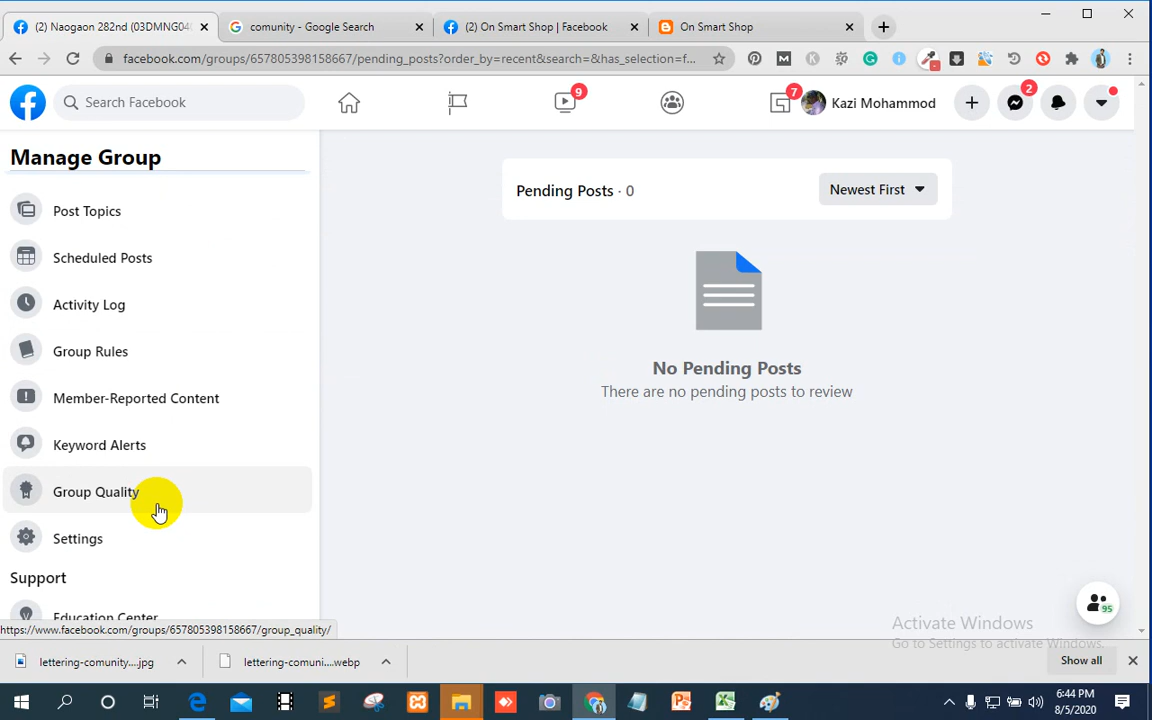 (2) Naogaon 282nd (03DMNG04
comunity - Google Search
(2) On Smart Shop | Facebook
On Smart Shop
facebook.com/groups/657805398158667/pending_posts?order_by=recent&search=&has_selection=f...
Search Facebook
9
7
Kazi Mohammod
2
Manage Group
Pending Posts · 0
Newest First
Post Topics
Scheduled Posts
Activity Log
Group Rules
No Pending Posts
There are no pending posts to review
Member-Reported Content
Keyword Alerts
Group Quality
Settings
Support
Education Center
95
https://www.facebook.com/groups/657805398158667/group_quality/
Activate Windows
Go to Settings to activate Windows.
lettering-comunity....jpg
lettering-comuni....webp
Show all
6:44 PM
8/5/2020